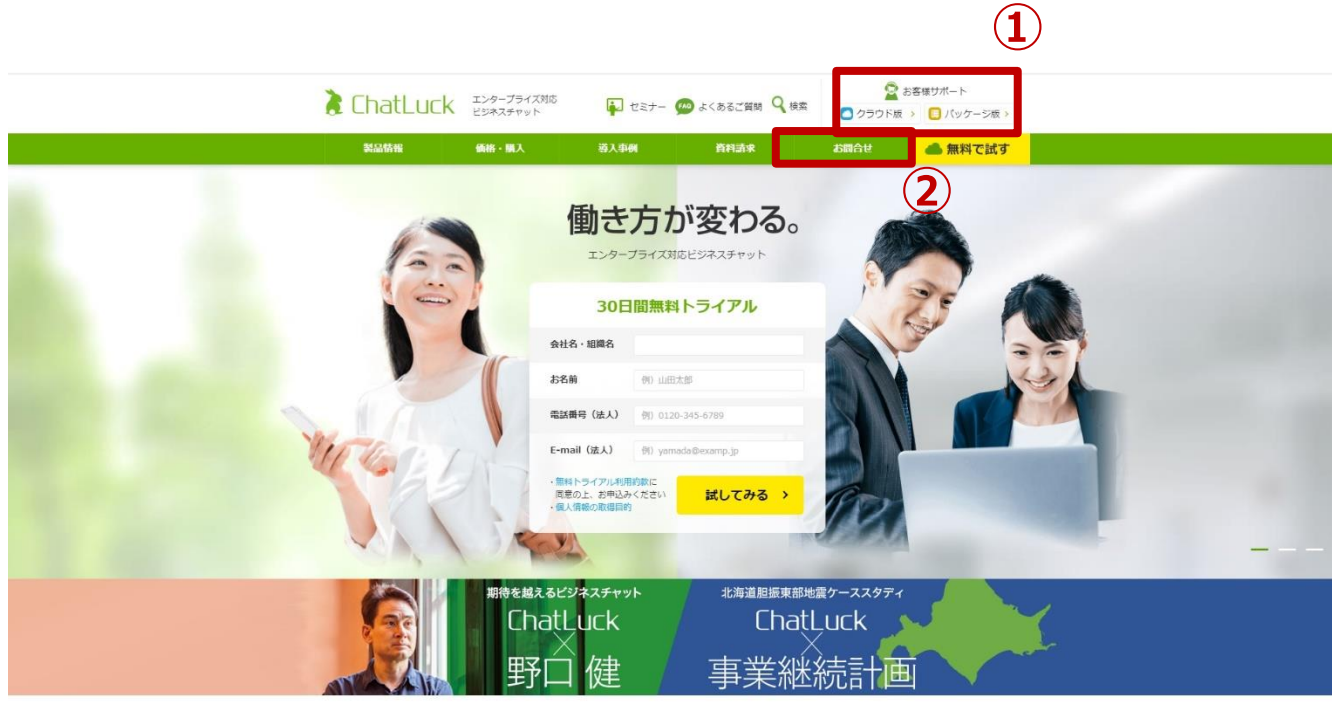 ①
ChatLuck
エンタープライズ対応
ビジネスチャット
セミナー
FAQ
よくあるご質問
検索
お客様サポート
クラウド版 >
パッケージ版 >
製品情報
価格・購入
導入事例
資料請求
お問合せ
無料で試す
②
働き方が変わる。
エンタープライズ対応ビジネスチャット
30日間無料トライアル
会社名・組織名
お名前
例）山田太郎
電話番号（法人）
例）0120-345-6789
E-mail（法人）
例）yamada@examp.jp
・無料トライアル利用約款に
同意の上、お申込みください
・個人情報の取得目的
試してみる >
期待を越えるビジネスチャット
ChatLuck
×
野口 健
北海道胆振東部地震ケーススタディ
ChatLuck
×
事業継続計画